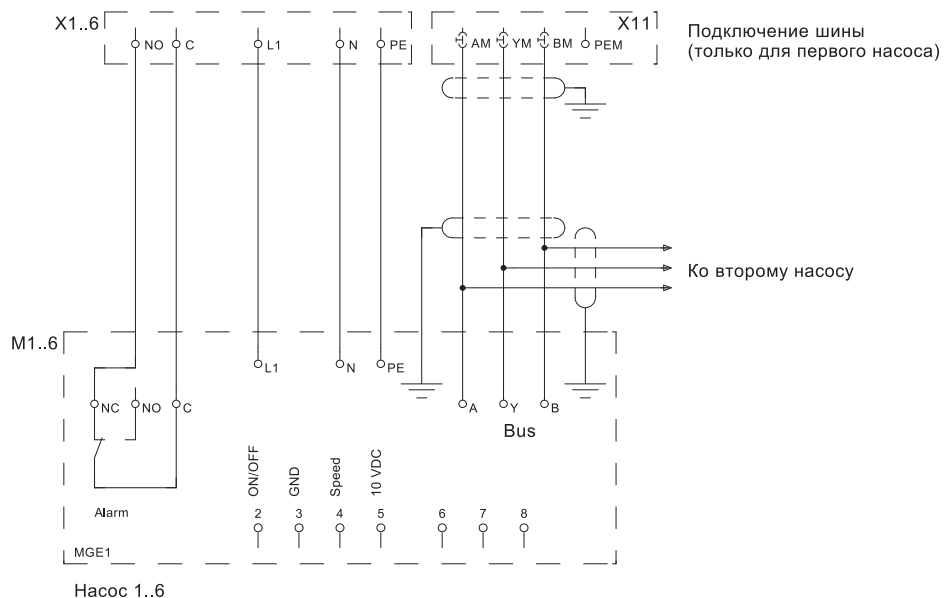 X1..6
NO C L1 N PE
X11
AM YM BM PEM
Подключение шины
(только для первого насоса)
Ко второму насосу
M1..6
L1 N PE
NC NO C
A Y B
Bus
ON/OFF
GND
Speed
10 VDC
Alarm
2 3 4 5 6 7 8
MGE1
Насос 1..6